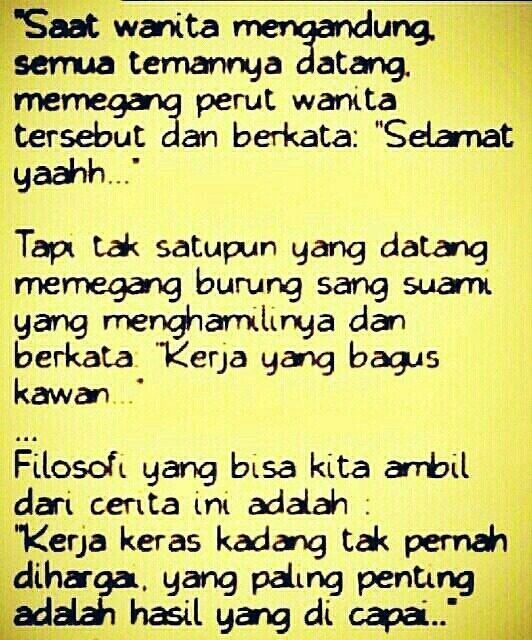 "Saat wanita mengandung,
semua temannya datang,
memegang perut wanita
tersebut dan berkata: "Selamat
yaahh..."
Tapi tak satupun yang datang
memegang burung sang suami
yang menghamilinya dan
berkata: "Kerja yang bagus
kawan..."
...
Filosofi yang bisa kita ambil
dari cerita ini adalah :
"Kerja keras kadang tak pernah
dihargai, yang paling penting
adalah hasil yang di capai..."